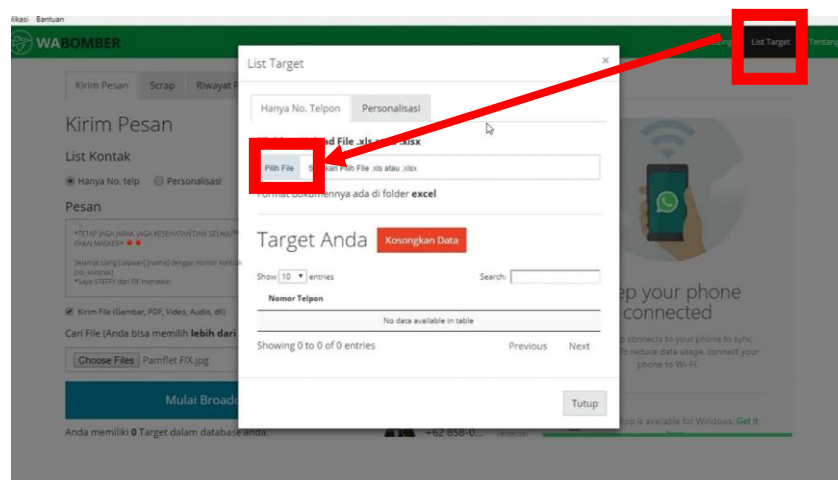 Bantuan
WABOMBER
List Target
Tentang
Kirim Pesan
Scrap
Riwayat P
Kirim Pesan
List Kontak
Hanya No. telp
Personalisasi
Pesan
*TETAP JAGA JARAK, JAGA KESEHATAN DAN SELALU
PAKAI MASKER*
Selamat siang [sapaan] [nama] dengan nomor kontrak
[no_kontrak]
*Saya STEFFY dari FIF menawar
Kirim File (Gambar, PDF, Video, Audio, dll)
Cari File (Anda bisa memilih lebih dari
Choose Files Pamflet FIX.jpg
Mulai Broadc
Anda memiliki 0 Target dalam database anda.
List Target
×
Hanya No. Telpon
Personalisasi
File .xls atau .xlsx
Pilih File
Pilih File .xls atau .xlsx
Format dokumennya ada di folder excel
Target Anda
Kosongkan Data
Show 10 entries
Search:
Nomor Telpon
No data available in table
Showing 0 to 0 of 0 entries
Previous
Next
Tutup
ep your phone
connected
connects to your phone to sync
To reduce data usage, connect your
phone to Wi-Fi.
App is available for Windows. Get it
+62 858-0...
yesterday